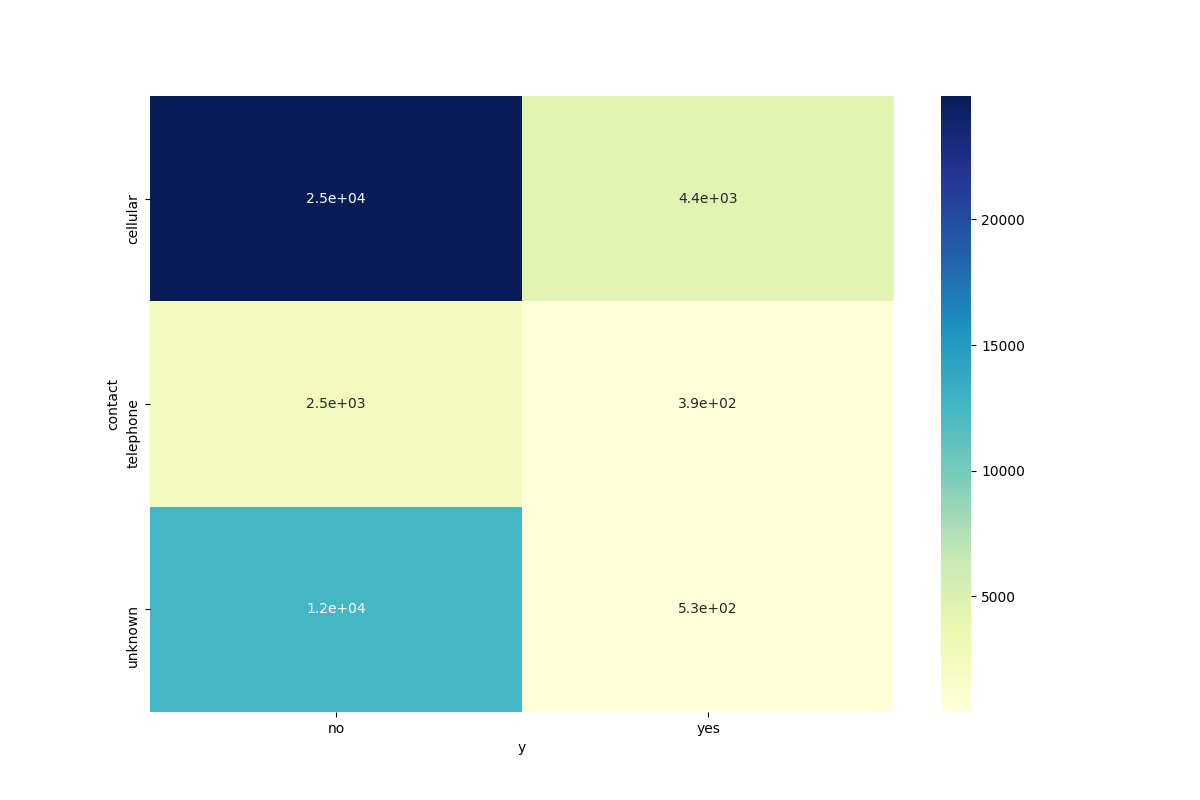 cellular
2.5e+04
4.4e+03
contact
telephone
2.5e+03
3.9e+02
unknown
1.2e+04
5.3e+02
no
yes
y
20000
15000
10000
5000